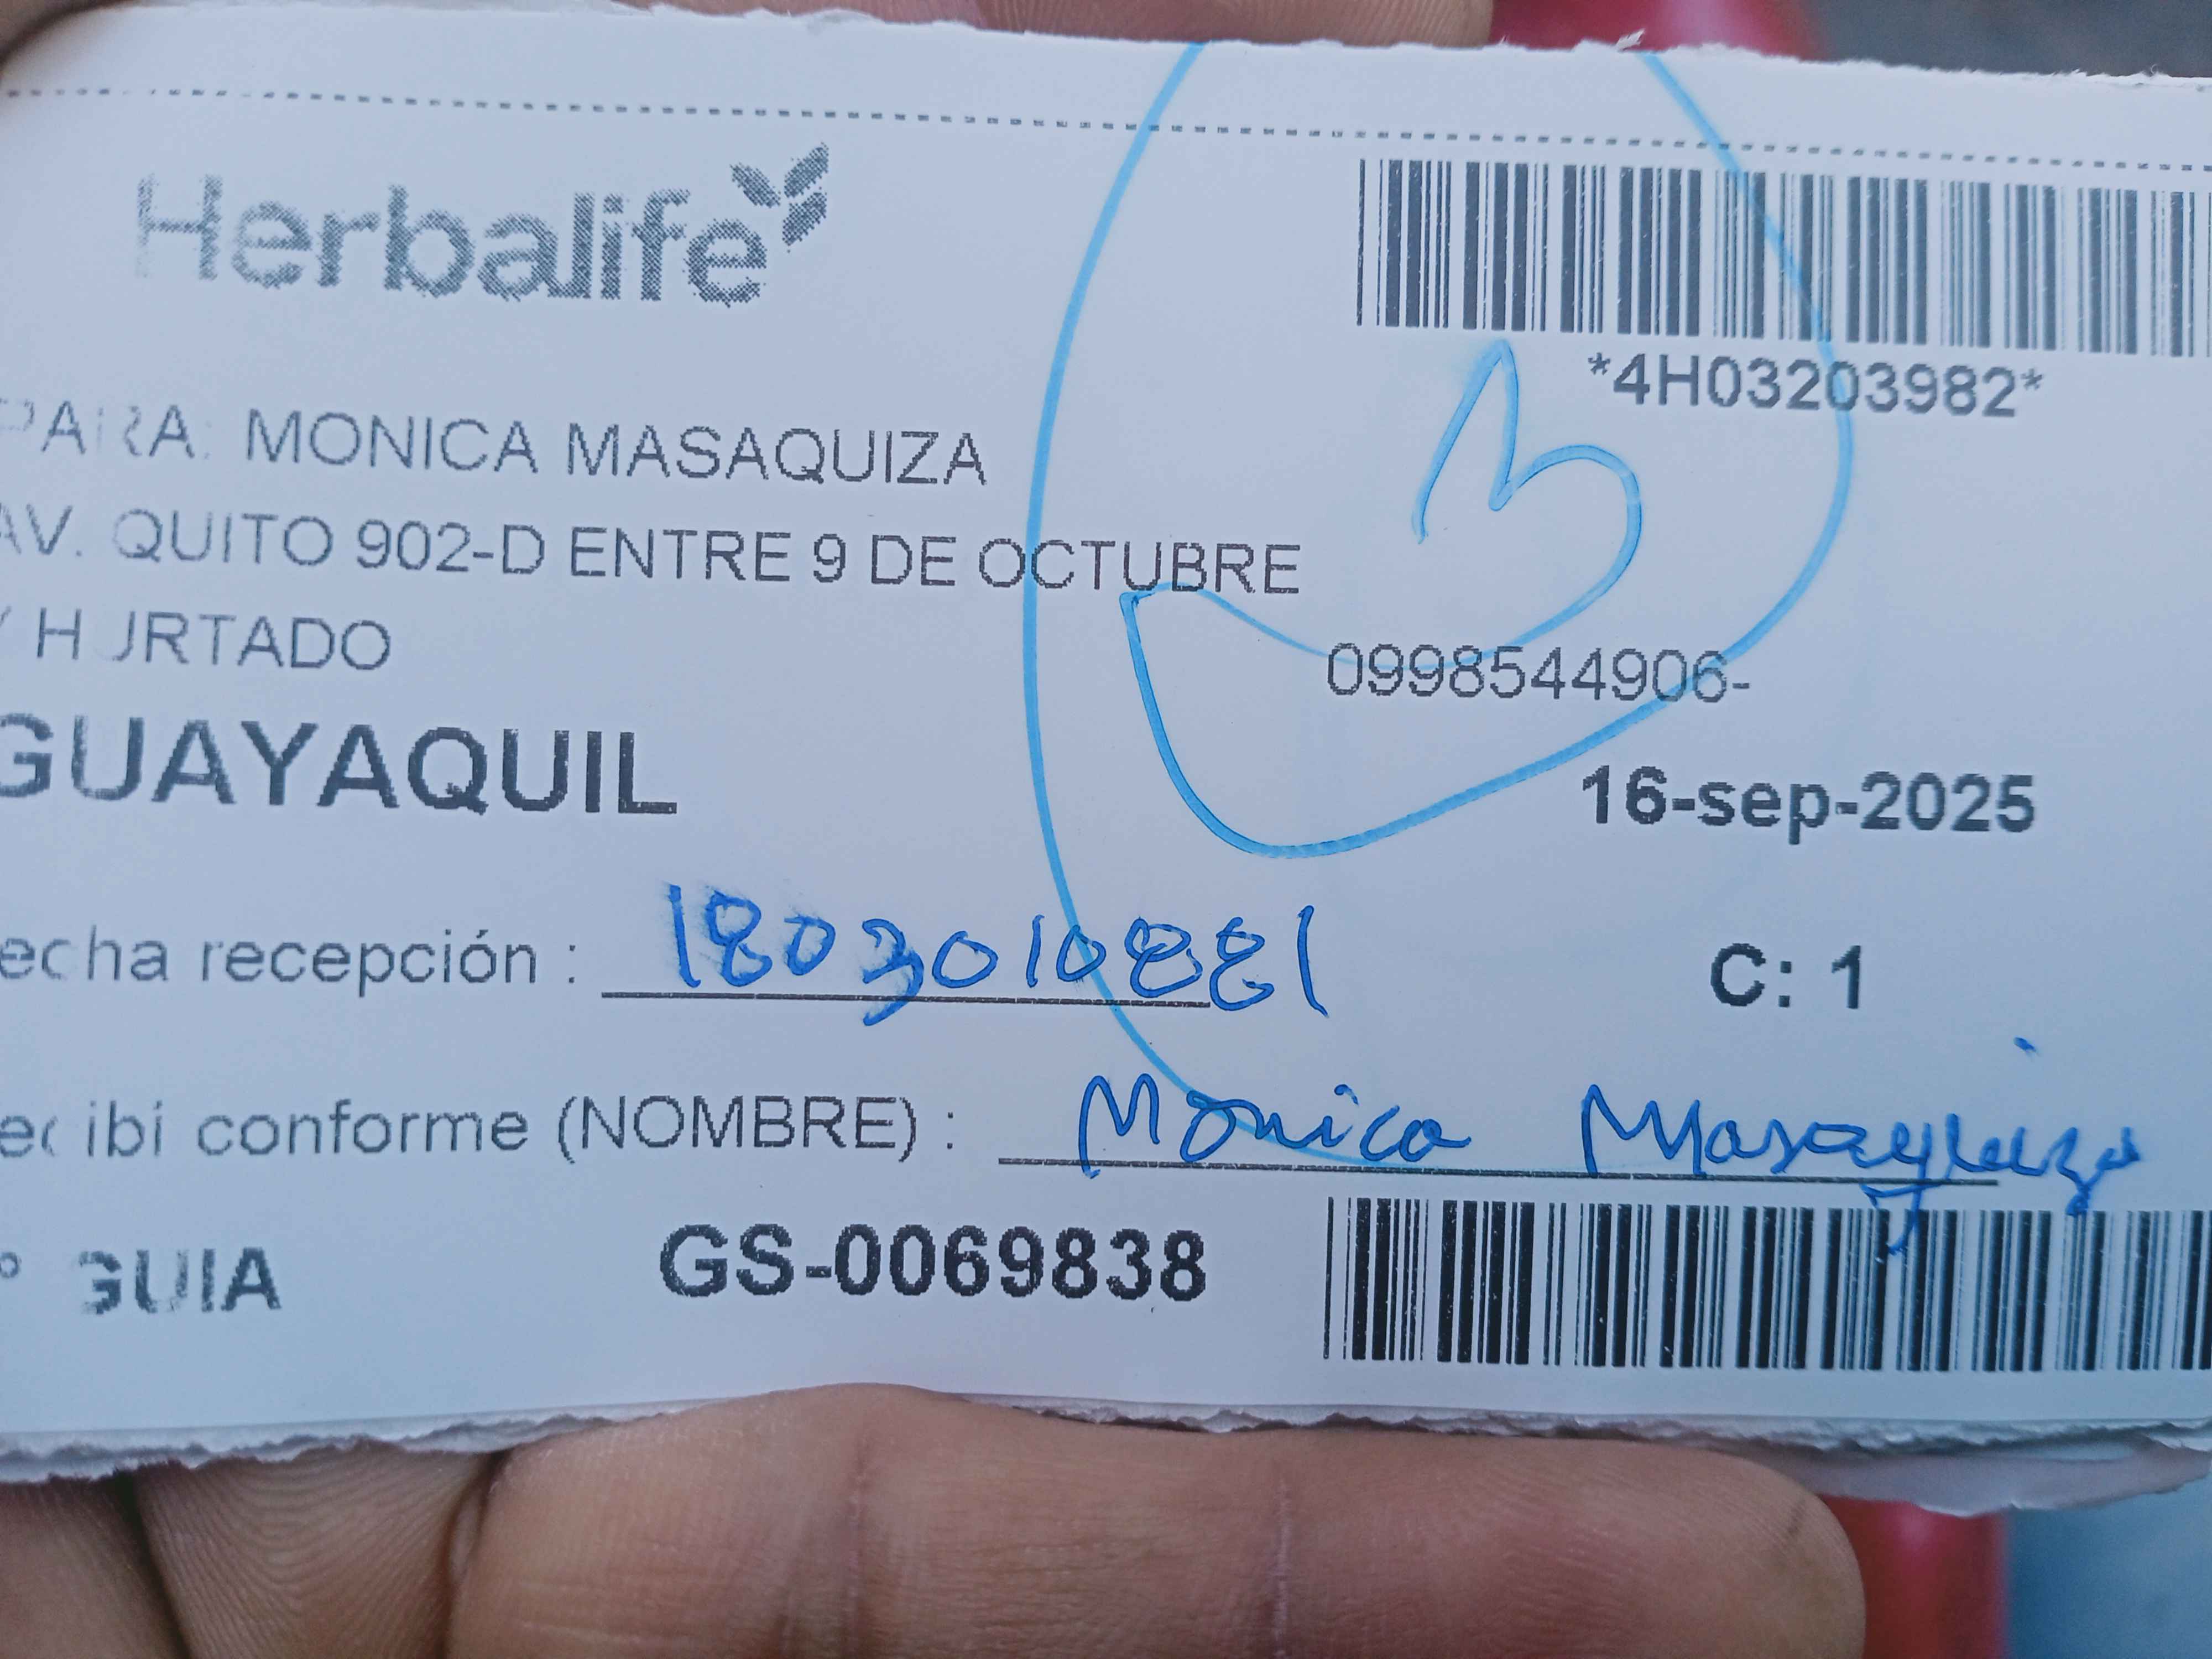 Herbalife
*4H03203982*
PARA: MONICA MASAQUIZA
AV. QUITO 902-D ENTRE 9 DE OCTUBRE
Y HURTADO
0998544906-
GUAYAQUIL
16-sep-2025
echa recepción : 1803010881
C: 1
ecibi conforme (NOMBRE) : Monica Masaquiza
° GUIA GS-0069838